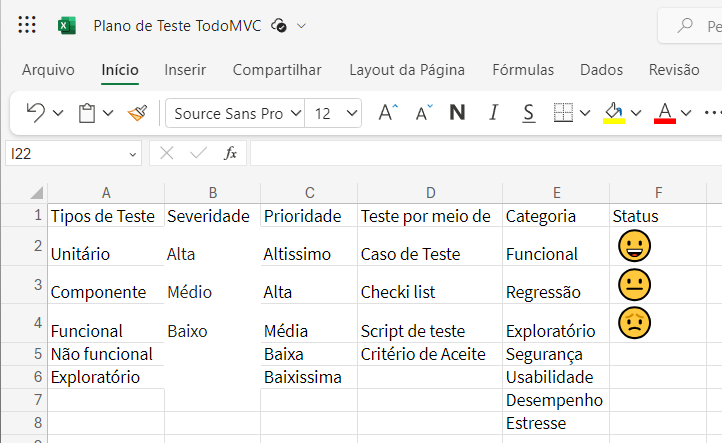 Plano de Teste TodoMVC
Pe
Arquivo Início Inserir Compartilhar Layout da Página Fórmulas Dados Revisão
Source Sans Pro 12 A A N I S A
I22 fx
A B C D E F
1 Tipos de Teste Severidade Prioridade Teste por meio de Categoria Status
2 Unitário Alta Altissimo Caso de Teste Funcional
3 Componente Médio Alta Checki list Regressão
4 Funcional Baixo Média Script de teste Exploratório
5 Não funcional Baixa Critério de Aceite Segurança
6 Exploratório Baixissima Usabilidade
7 Desempenho
8 Estresse